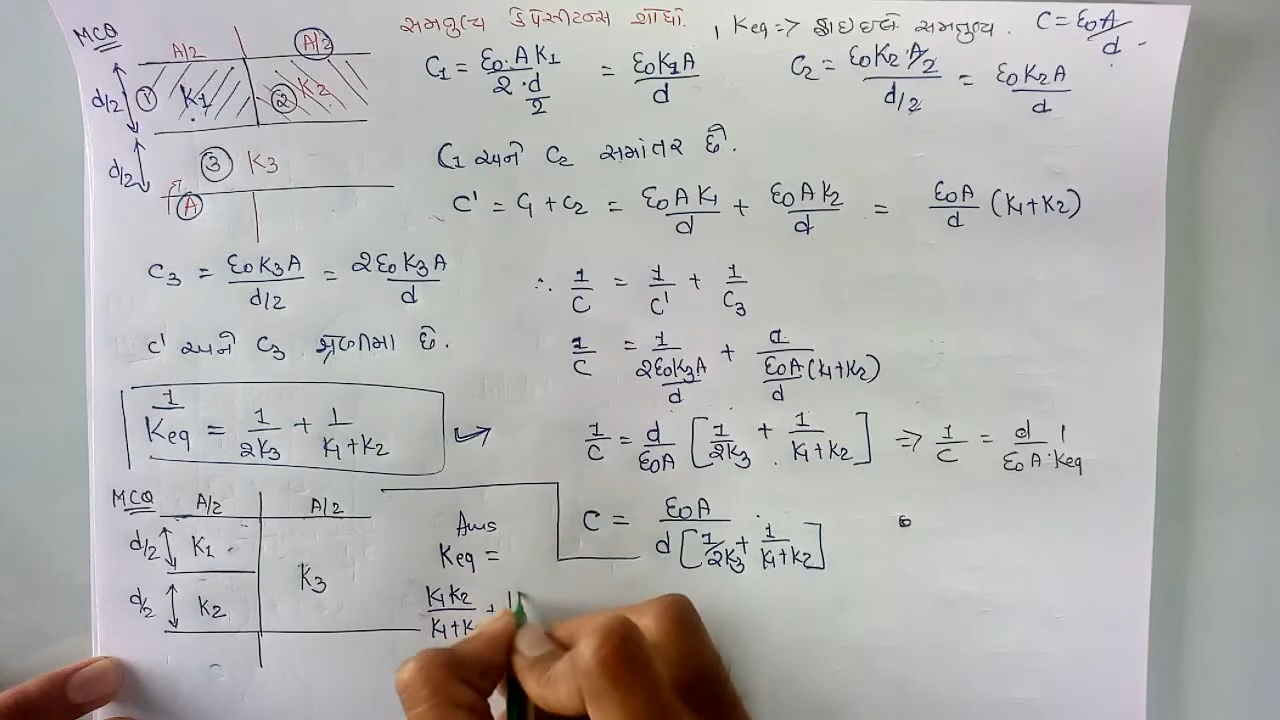 MCQ
સમતુલ્ય કેપેસીટન્સ શોધો. , Keq => ડાઇઇલે સમતુલ્ય. C = ε0A/d
A/2 A/2
d/2 ① K1 ② K2
C1 = ε0·A K1 / 2·d/2 = ε0K1A/d
C2 = ε0K2·A/2 / d/2 = ε0K2A/d
d/2 ③ K3
A
C1 અને C2 સમાંતર છે.
C' = C1 + C2 = ε0AK1/d + ε0AK2/d = ε0A/d (K1+K2)
C3 = ε0K3A / d/2 = 2ε0K3A/d
∴ 1/C = 1/C' + 1/C3
C' અને C3 શ્રેણીમા છે.
1/C = 1 / 2ε0K3A/d + 1 / ε0A/d (K1+K2)
1/Keq = 1/2K3 + 1/K1+K2
1/C = d/ε0A [1/2K3 + 1/K1+K2] => 1/C = d/ε0A · 1/Keq
C = ε0A / d[1/2K3 + 1/K1+K2]
MCQ A/2 A/2
d/2 K1
K3
d/2 K2
Ans
Keq =
K1K2/K1+K +